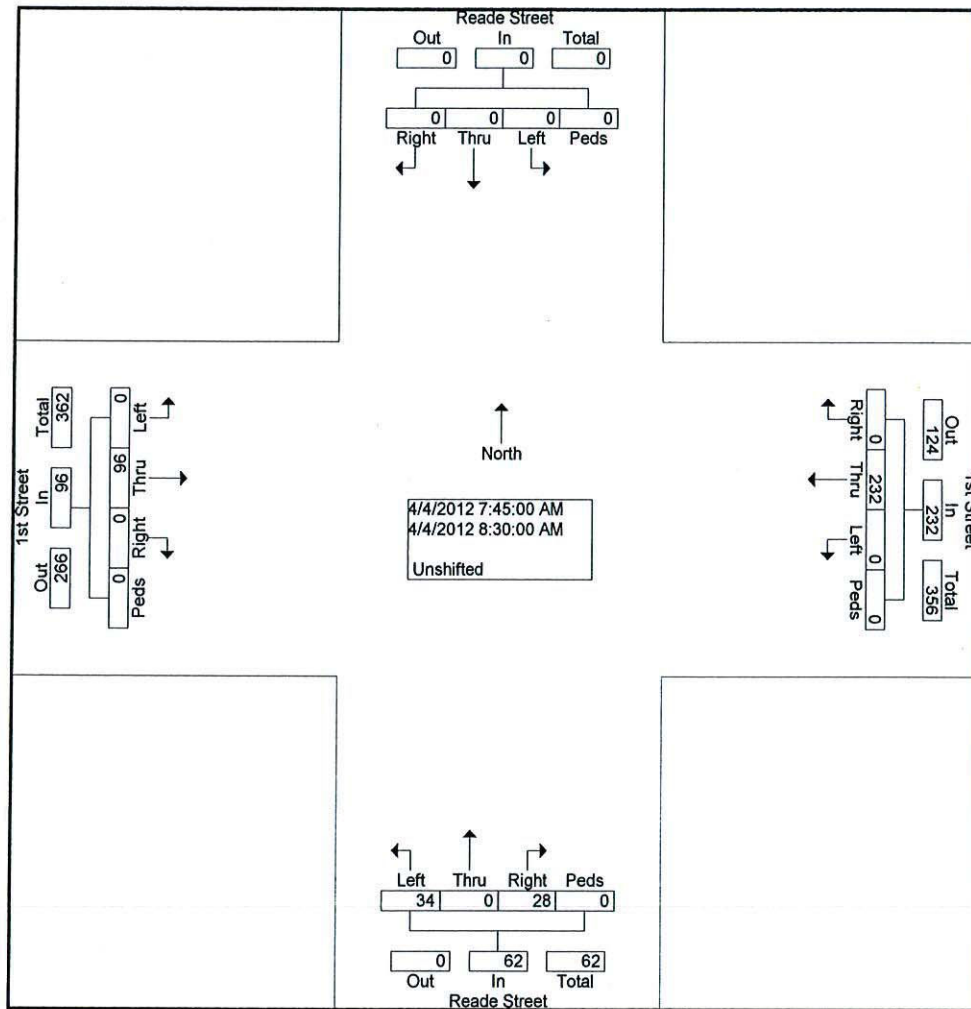 Reade Street
Out In Total
0 0 0
0 0 0 0
Right Thru Left Peds
1st Street
Total In Out
362 96 266
0 96 0 0
Left Thru Right Peds
North
4/4/2012 7:45:00 AM
4/4/2012 8:30:00 AM
Unshifted
Right Thru Left Peds
0 232 0 0
Out In Total
124 232 356
1st Street
Left Thru Right Peds
34 0 28 0
0 62 62
Out In Total
Reade Street